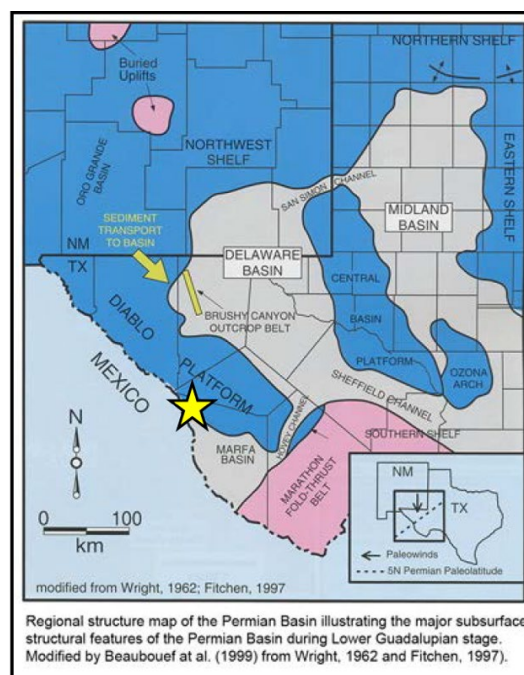 NORTHERN SHELF
Buried
Uplifts
ORO GRANDE
BASIN
NORTHWEST
SHELF
EASTERN SHELF
SAN SIMON CHANNEL
MIDLAND
BASIN
SEDIMENT
TRANSPORT
TO BASIN
NM
TX
DELAWARE
BASIN
CENTRAL
BASIN
PLATFORM
BRUSHY CANYON
OUTCROP BELT
DIABLO
PLATFORM
OZONA
ARCH
SHEFFIELD CHANNEL
MEXICO
HOVEY CHANNEL
SOUTHERN SHELF
MARFA
BASIN
MARATHON
FOLD-THRUST
BELT
N
0 100
km
NM
TX
Paleowinds
5N Permian Paleolatitude
modified from Wright, 1962; Fitchen, 1997
Regional structure map of the Permian Basin illustrating the major subsurface
structural features of the Permian Basin during Lower Guadalupian stage.
Modified by Beaubouef at al. (1999) from Wright, 1962 and Fitchen, 1997).